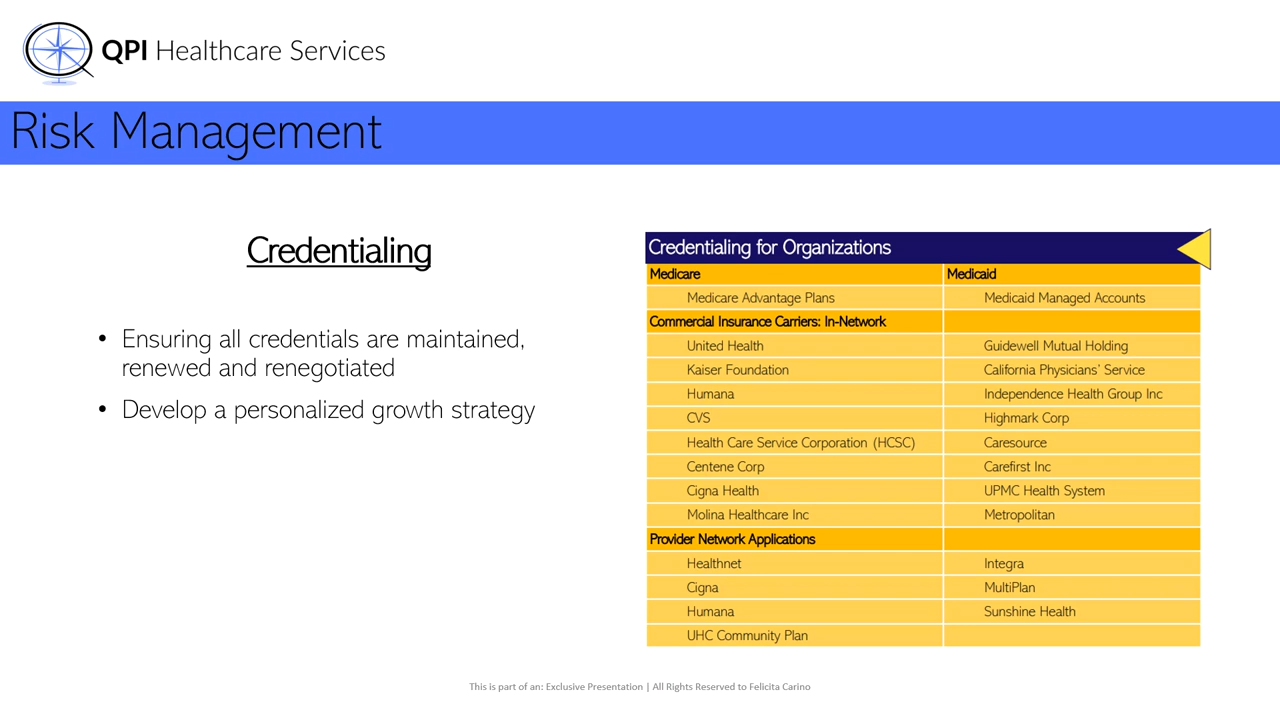 QPI Healthcare Services
Risk Management
Credentialing
• Ensuring all credentials are maintained,
renewed and renegotiated
• Develop a personalized growth strategy
Credentialing for Organizations
Medicare Medicaid
Medicare Advantage Plans Medicaid Managed Accounts
Commercial Insurance Carriers: In-Network
United Health Guidewell Mutual Holding
Kaiser Foundation California Physicians' Service
Humana Independence Health Group Inc
CVS Highmark Corp
Health Care Service Corporation (HCSC) Caresource
Centene Corp Carefirst Inc
Cigna Health UPMC Health System
Molina Healthcare Inc Metropolitan
Provider Network Applications
Healthnet Integra
Cigna MultiPlan
Humana Sunshine Health
UHC Community Plan
This is part of an: Exclusive Presentation | All Rights Reserved to Felicita Carino